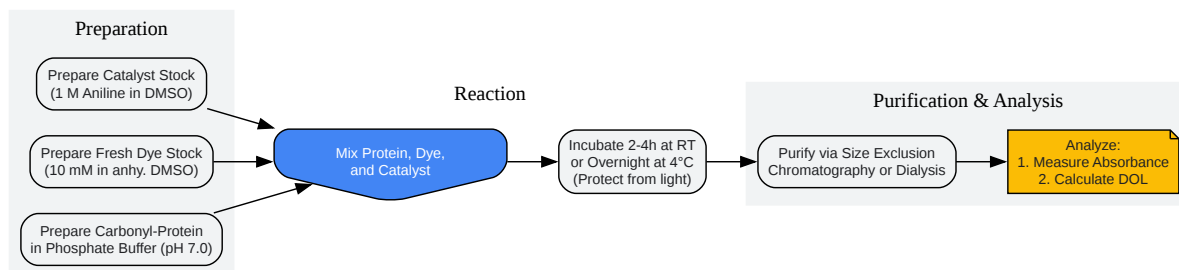 Preparation
Prepare Catalyst Stock
(1 M Aniline in DMSO)
Prepare Fresh Dye Stock
(10 mM in anhy. DMSO)
Prepare Carbonyl-Protein
in Phosphate Buffer (pH 7.0)
Reaction
Mix Protein, Dye,
and Catalyst
Incubate 2-4h at RT
or Overnight at 4°C
(Protect from light)
Purification & Analysis
Purify via Size Exclusion
Chromatography or Dialysis
Analyze:
1. Measure Absorbance
2. Calculate DOL